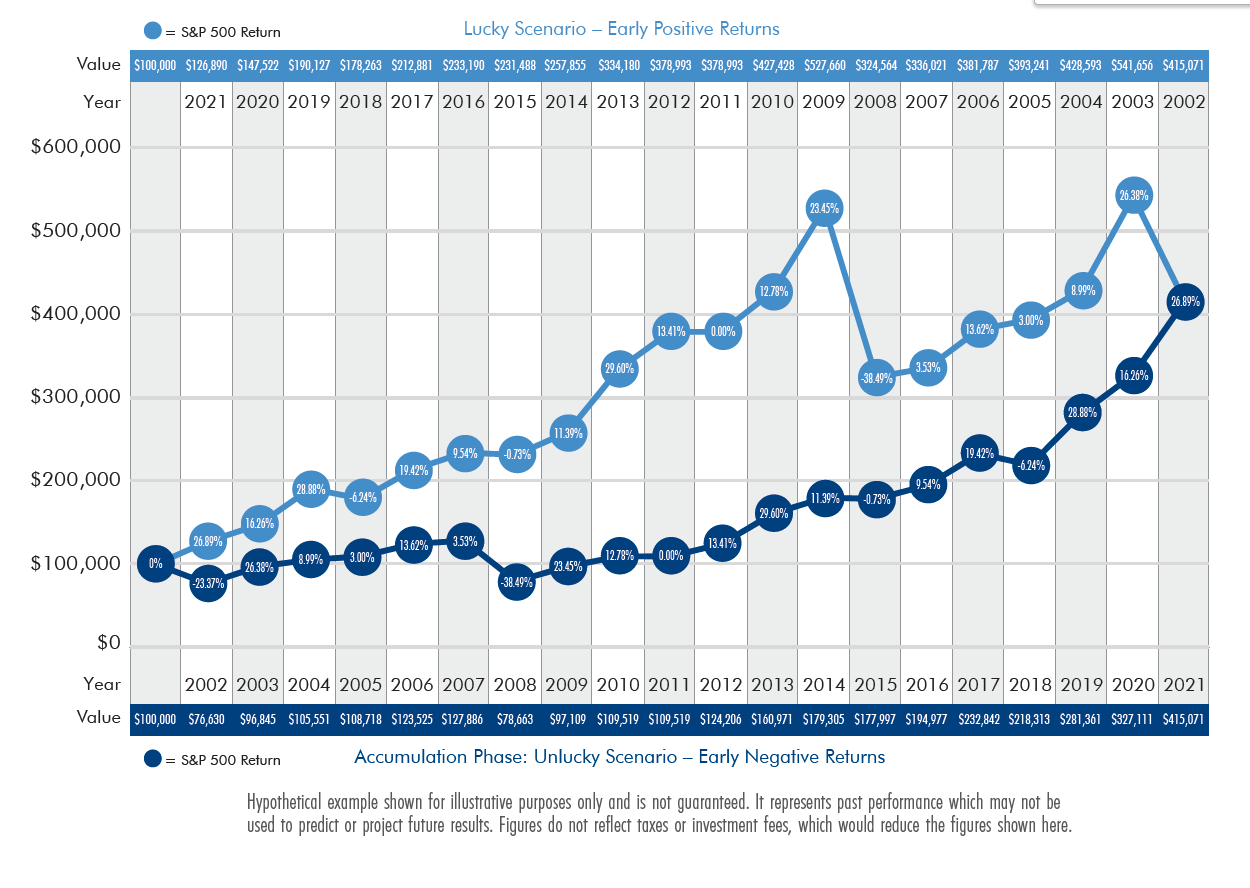 = S&P 500 Return
Lucky Scenario – Early Positive Returns
Value $100,000 $126,890 $147,522 $190,127 $178,263 $212,881 $233,190 $231,488 $257,855 $334,180 $378,993 $378,993 $427,428 $527,660 $324,564 $336,021 $381,787 $393,241 $428,593 $541,656 $415,071
Year 2021 2020 2019 2018 2017 2016 2015 2014 2013 2012 2011 2010 2009 2008 2007 2006 2005 2004 2003 2002
$600,000
$500,000
$400,000
$300,000
$200,000
$100,000
$0
26.89% 16.26% 28.88% -6.24% 19.42% 9.54% -0.73% 11.39% 29.60% 13.41% 0.00% 12.78% 23.45% -38.49% 3.53% 13.62% 3.00% 8.99% 26.38%
0% -23.37% 26.38% 8.99% 3.00% 13.62% 3.53% -38.49% 23.45% 12.78% 0.00% 13.41% 29.60% 11.39% -0.73% 9.54% 19.42% -6.24% 28.88% 16.26% 26.89%
Year 2002 2003 2004 2005 2006 2007 2008 2009 2010 2011 2012 2013 2014 2015 2016 2017 2018 2019 2020 2021
Value $100,000 $76,630 $96,845 $105,551 $108,718 $123,525 $127,886 $78,663 $97,109 $109,519 $109,519 $124,206 $160,971 $179,305 $177,997 $194,977 $232,842 $218,313 $281,361 $327,111 $415,071
= S&P 500 Return
Accumulation Phase: Unlucky Scenario – Early Negative Returns
Hypothetical example shown for illustrative purposes only and is not guaranteed. It represents past performance which may not be
used to predict or project future results. Figures do not reflect taxes or investment fees, which would reduce the figures shown here.